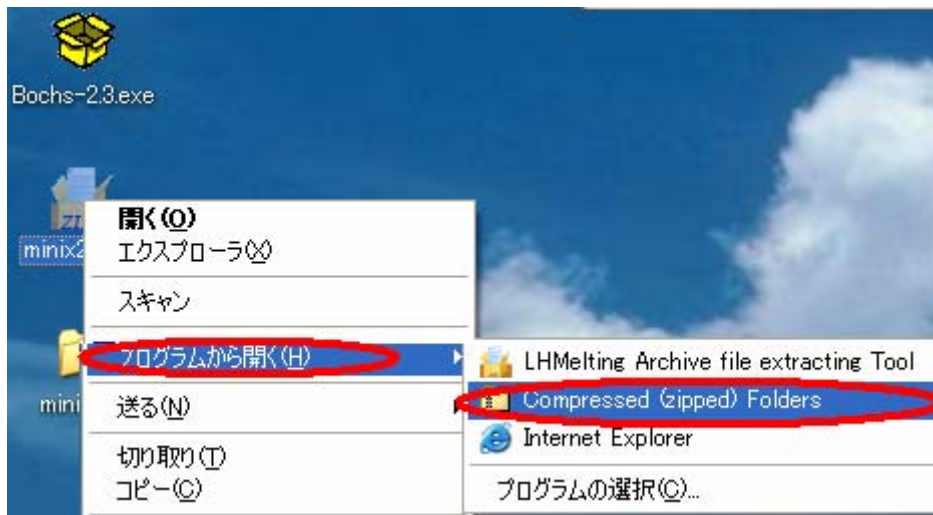 Bochs-2.3.exe
ZI
minix2
開く(O)
エクスプローラ(X)
スキャン
プログラムから開く(H)
LHMelting Archive file extracting Tool
mini
送る(N)
Compressed (zipped) Folders
Internet Explorer
切り取り(T)
コピー(C)
プログラムの選択(C)...